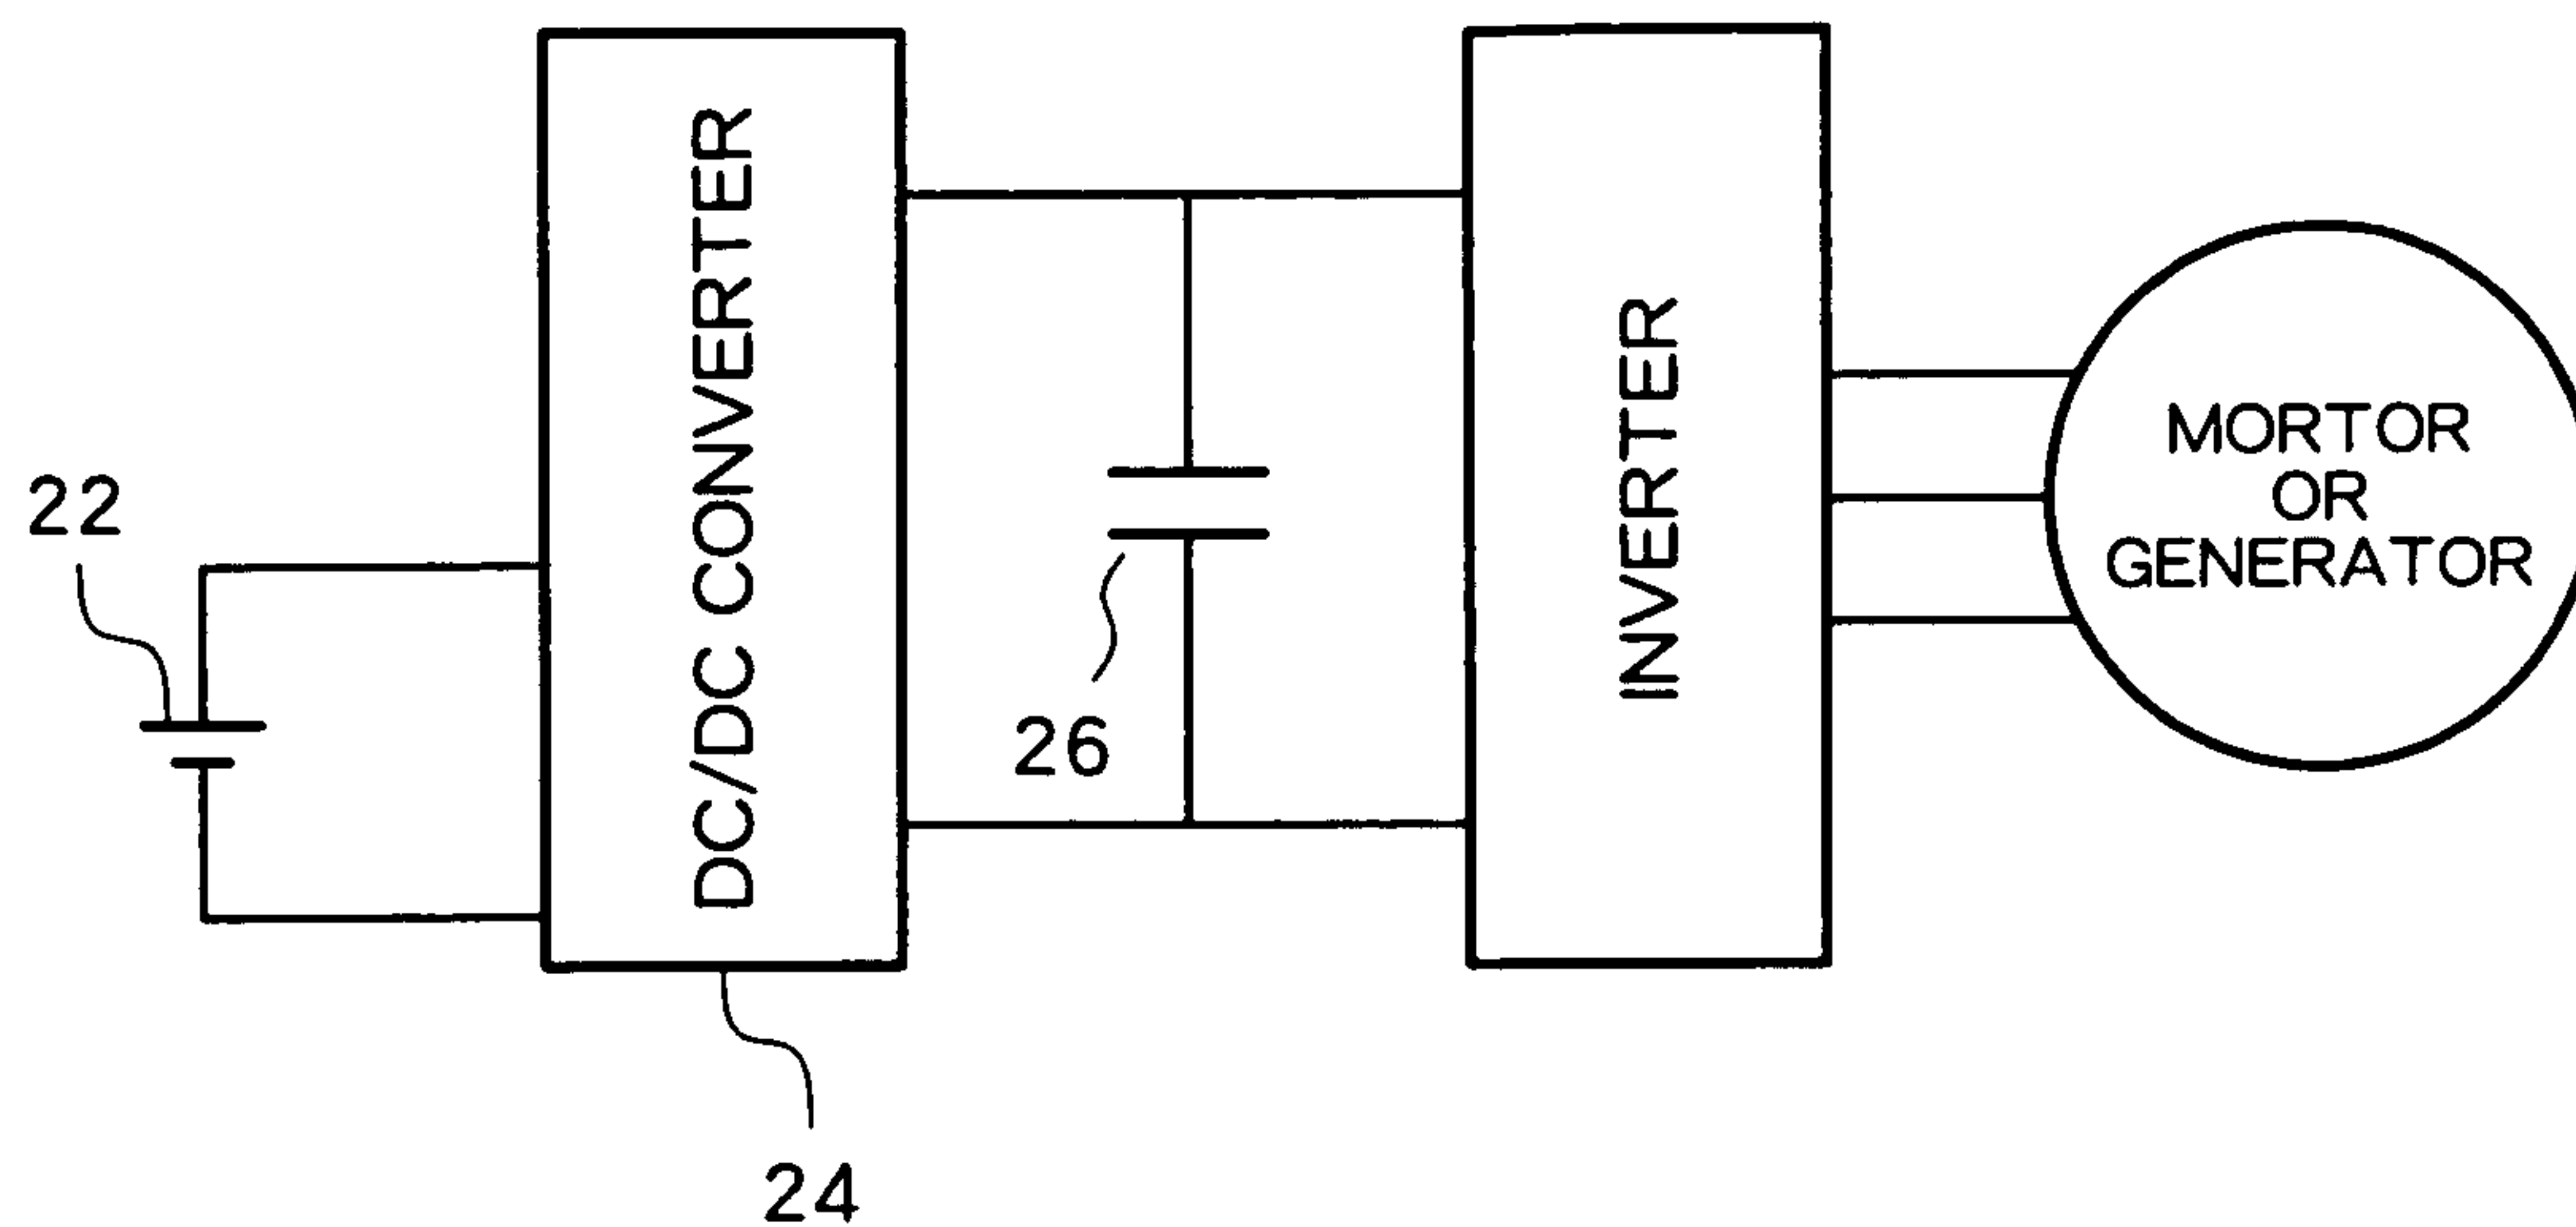 22
DC/DC CONVERTER
24
26
INVERTER
MORTOR
OR
GENERATOR